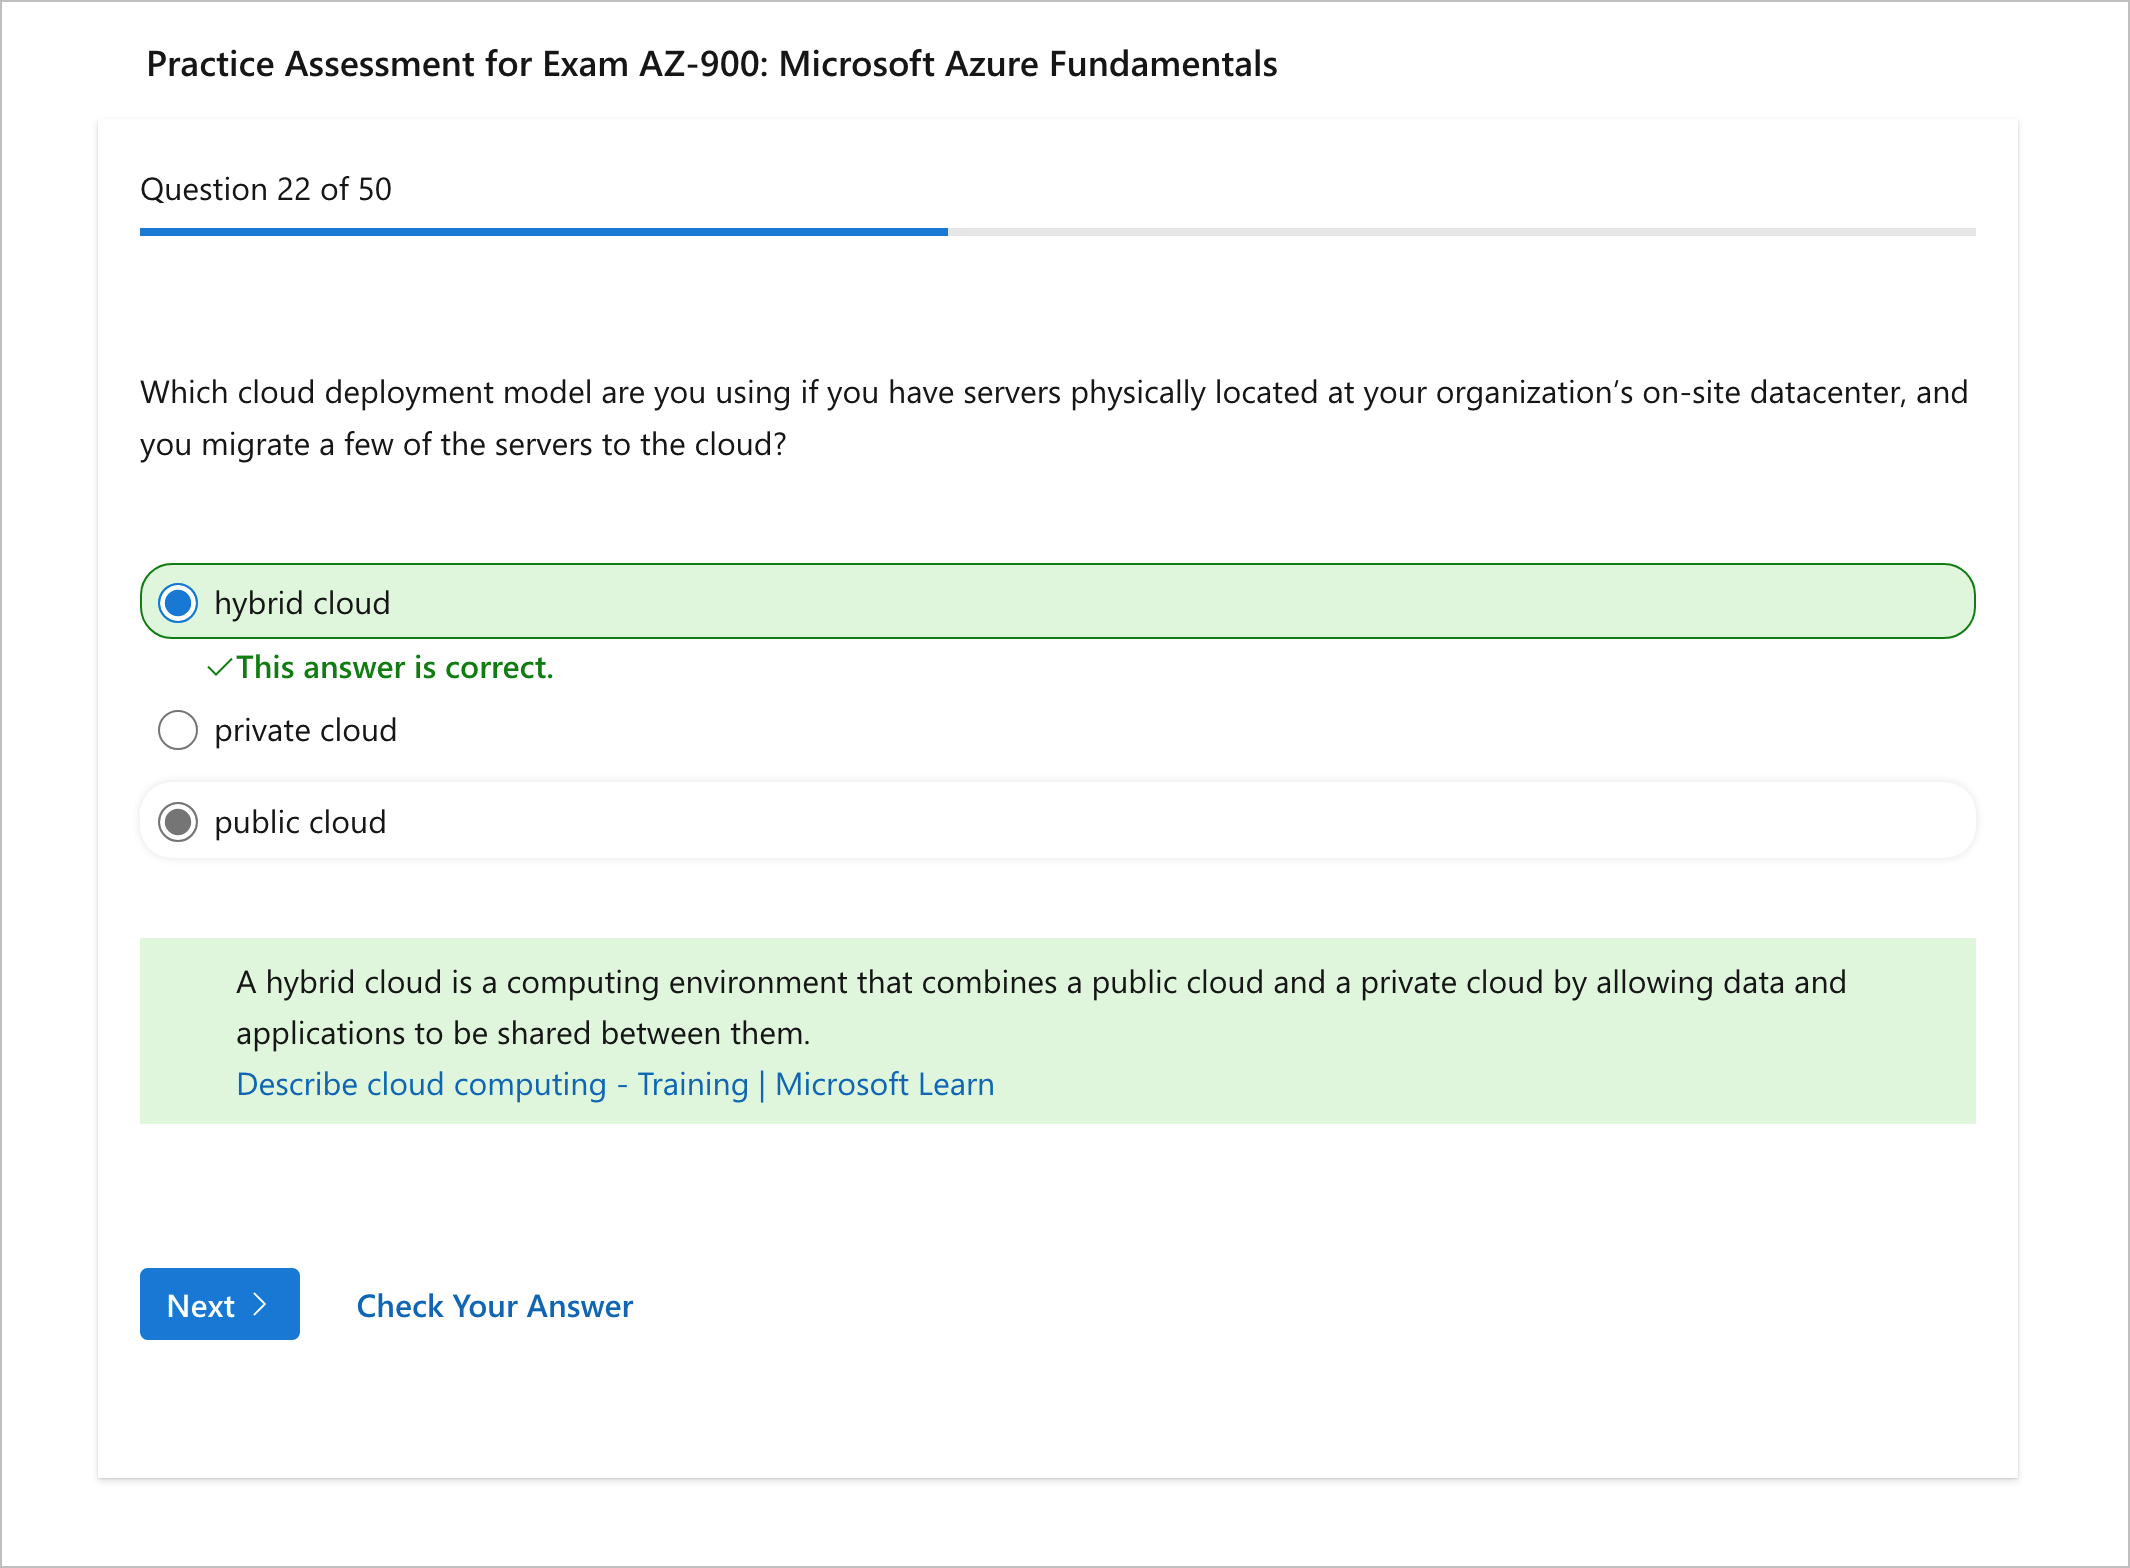 Practice Assessment for Exam AZ-900: Microsoft Azure Fundamentals
Question 22 of 50
Which cloud deployment model are you using if you have servers physically located at your organization’s on-site datacenter, and
you migrate a few of the servers to the cloud?
hybrid cloud
This answer is correct.
private cloud
public cloud
A hybrid cloud is a computing environment that combines a public cloud and a private cloud by allowing data and
applications to be shared between them.
Describe cloud computing - Training | Microsoft Learn
Next
Check Your Answer